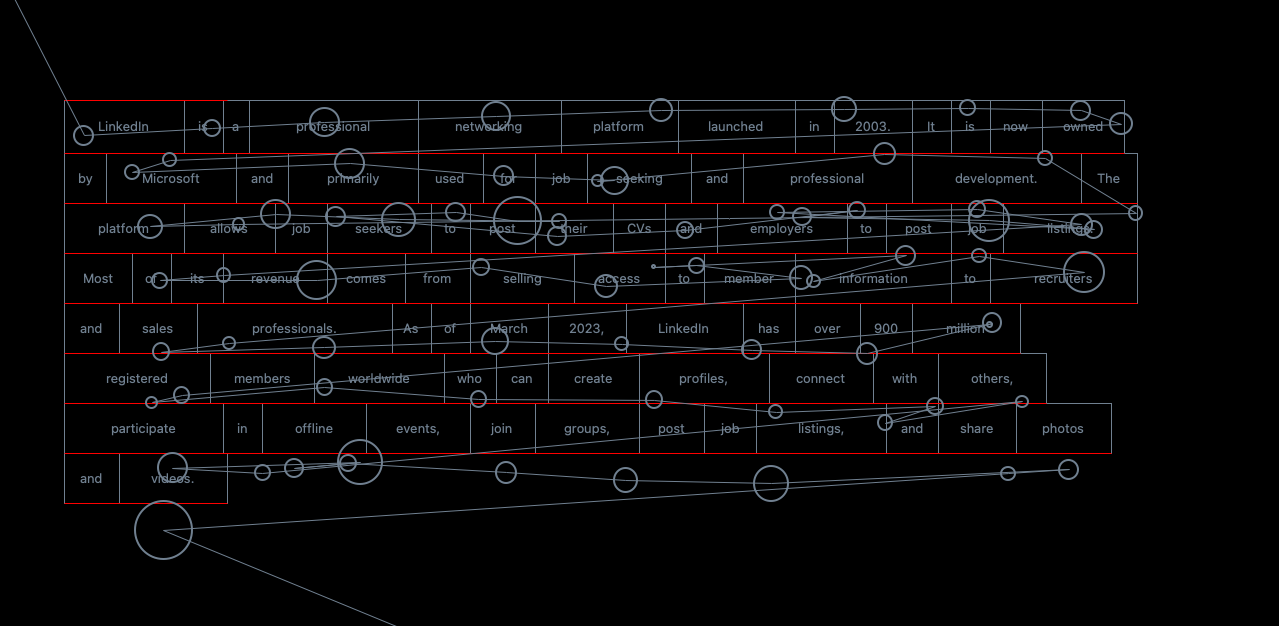 LinkedIn is a professional networking platform launched in 2003. It is now owned
by Microsoft and primarily used for job seeking and professional development. The
platform allows job seekers to post their CVs and employers to post job listings.
Most of its revenue comes from selling access to member information to recruiters
and sales professionals. As of March 2023, LinkedIn has over 900 million
registered members worldwide who can create profiles, connect with others,
participate in offline events, join groups, post job listings, and share photos
and videos.